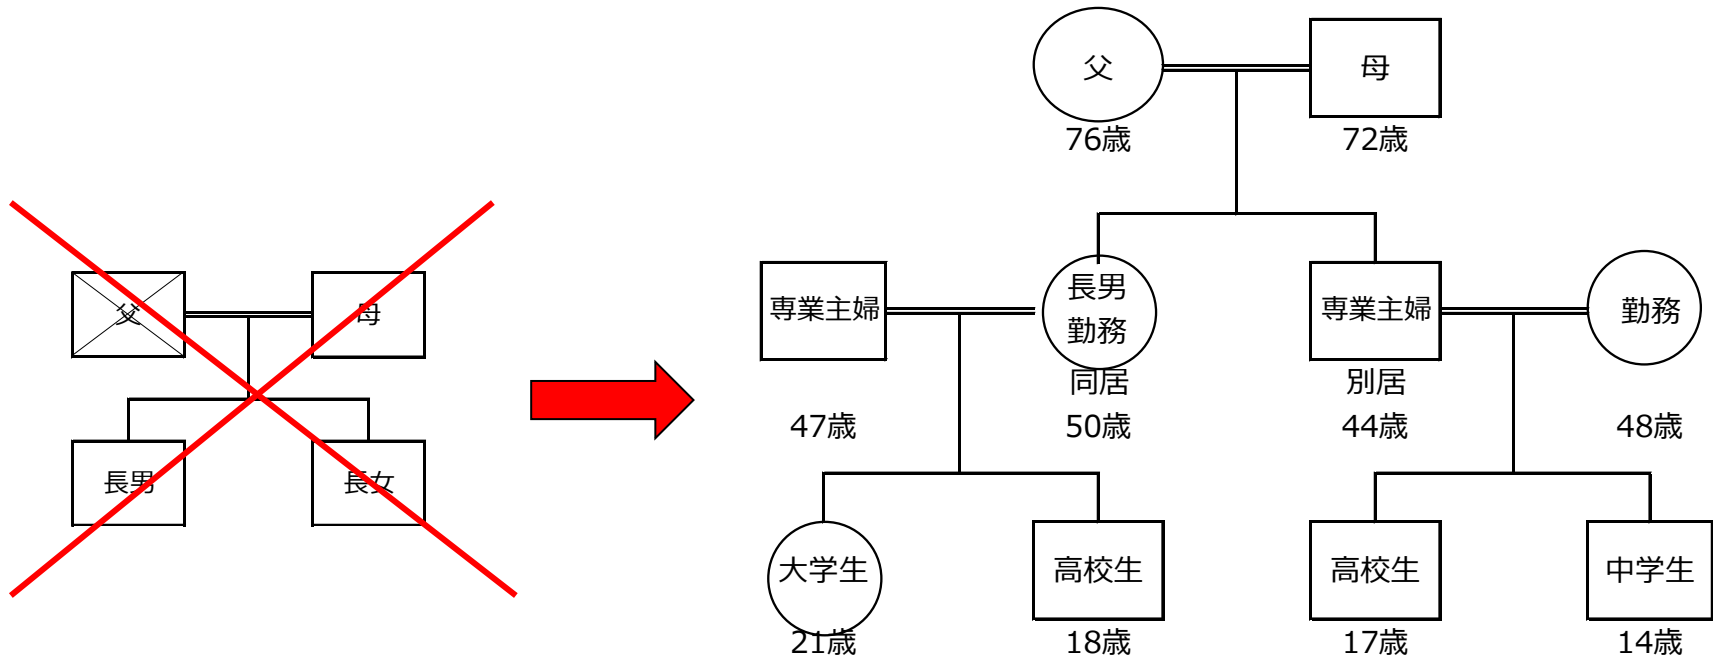 父
母
長男
長女
父
母
76歳
72歳
専業主婦
長男
勤務
専業主婦
勤務
同居
別居
47歳
50歳
44歳
48歳
大学生
高校生
高校生
中学生
21歳
18歳
17歳
14歳